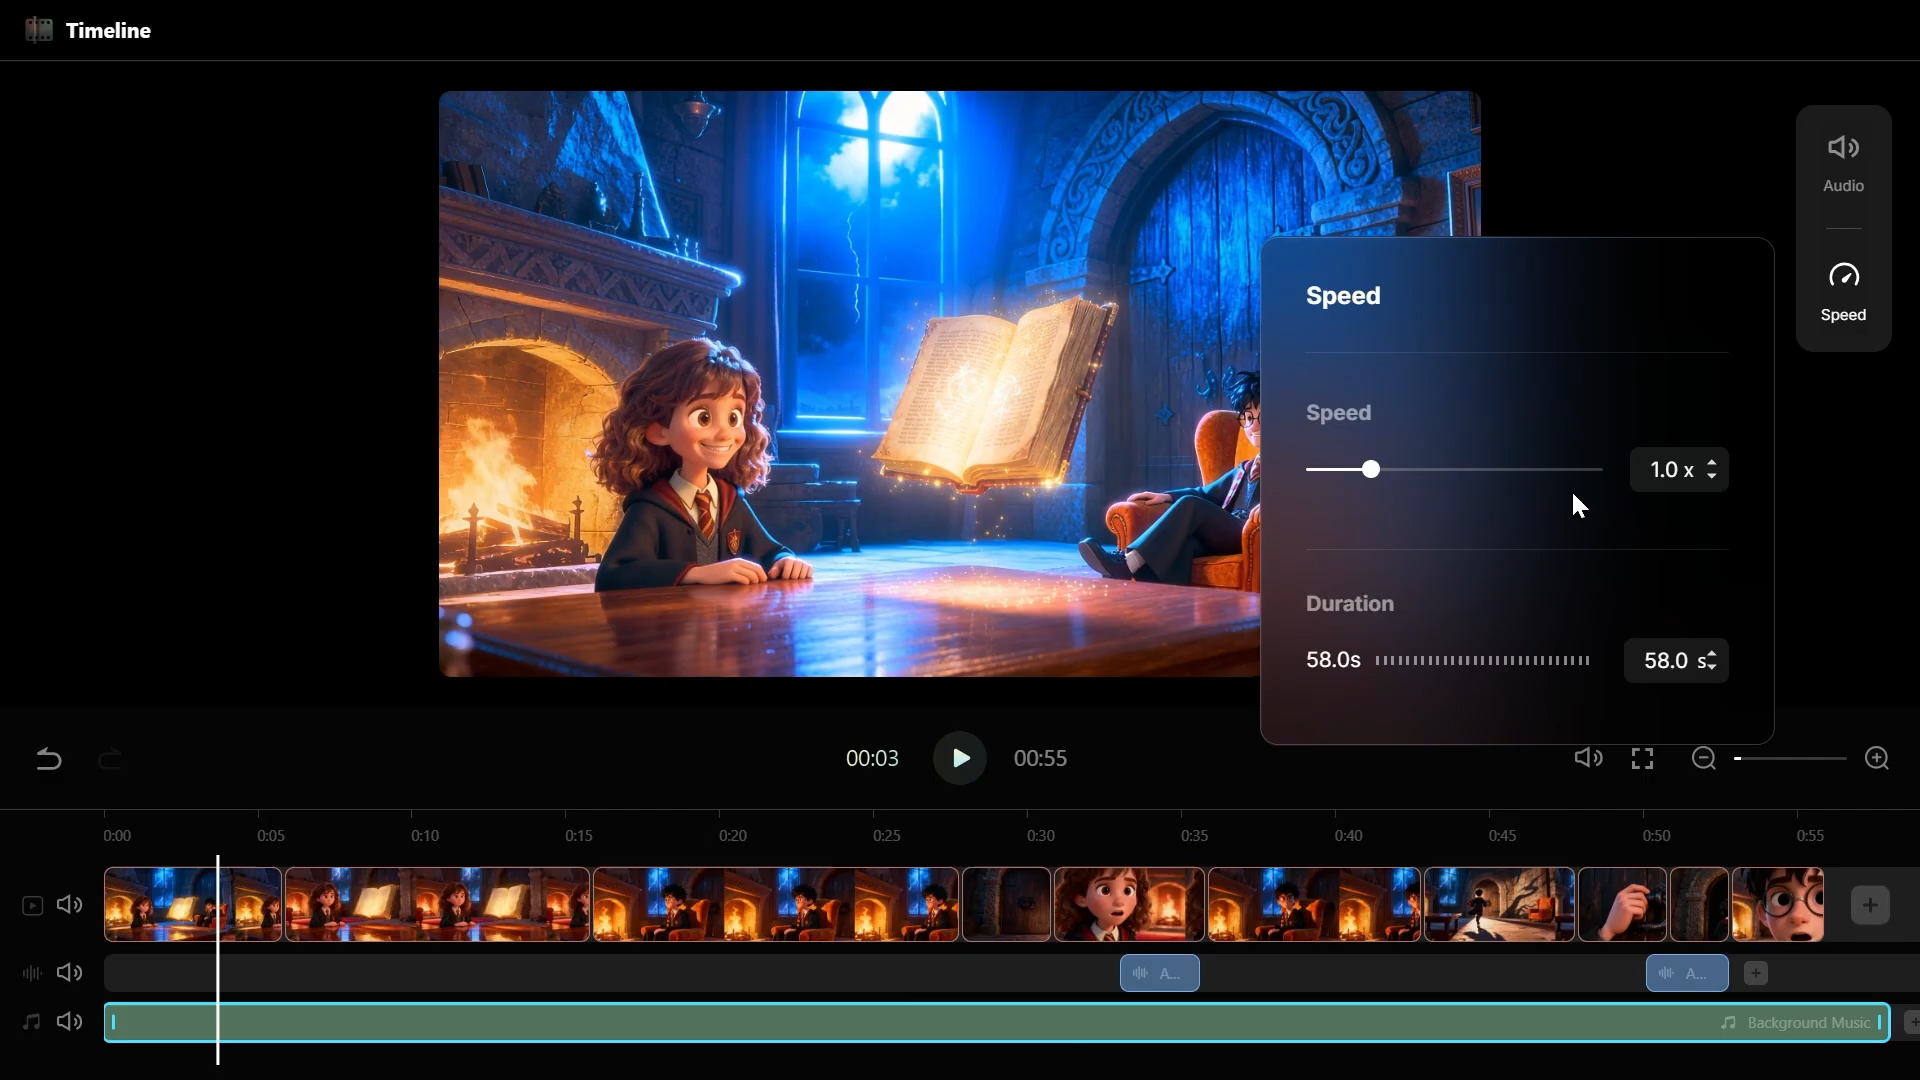 Timeline
Audio
Speed
Speed
Speed
1.0 x
Duration
58.0s
58.0 s
00:03
00:55
0:00 0:05 0:10 0:15 0:20 0:25 0:30 0:35 0:40 0:45 0:50 0:55
A... A...
Background Music